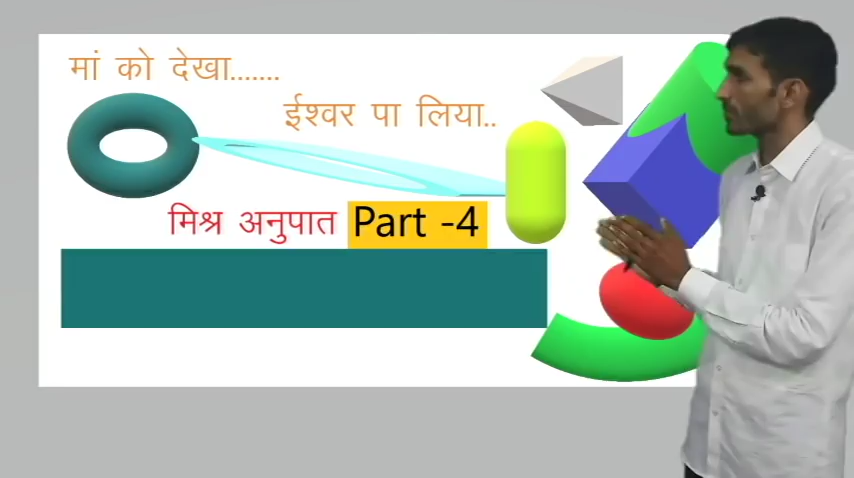 मां को देखा.......
ईश्वर पा लिया..
मिश्र अनुपात Part -4